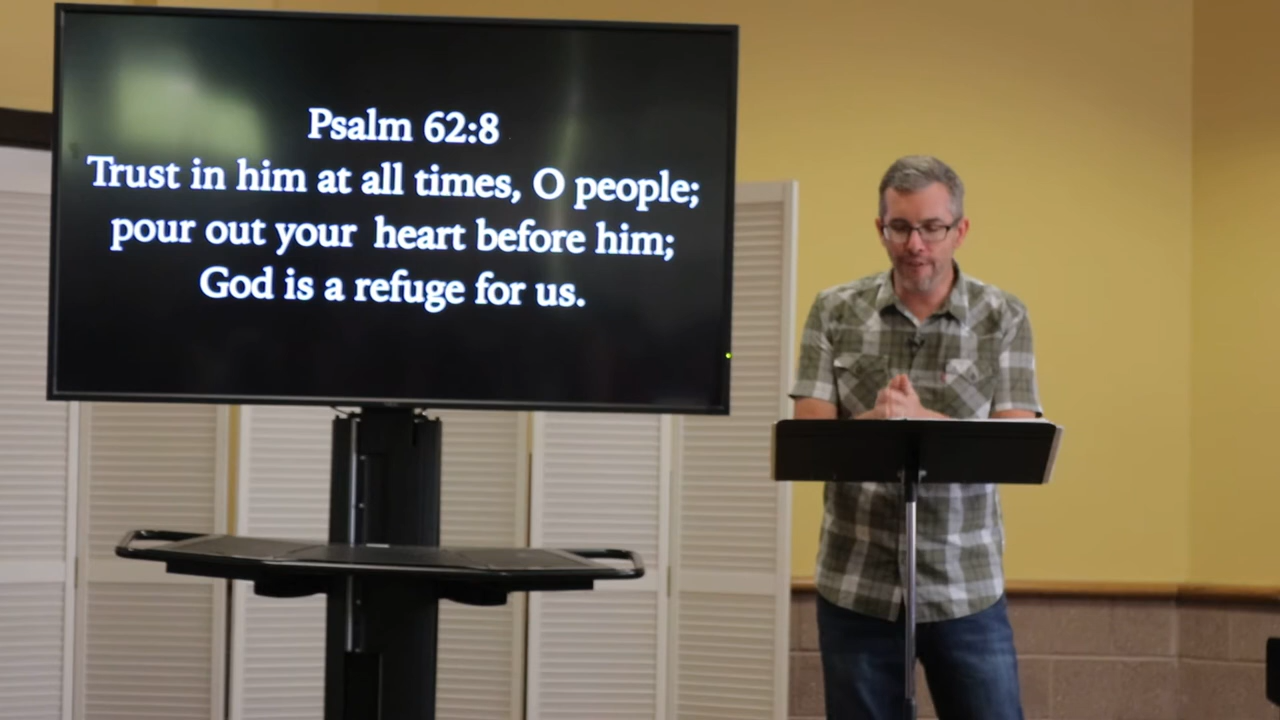 Psalm 62:8
Trust in him at all times, O people;
pour out your heart before him;
God is a refuge for us.